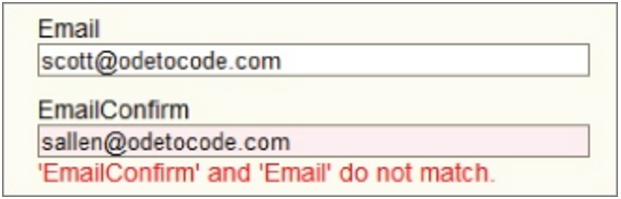 Email
scott@odetocode.com
EmailConfirm
sallen@odetocode.com
'EmailConfirm' and 'Email' do not match.